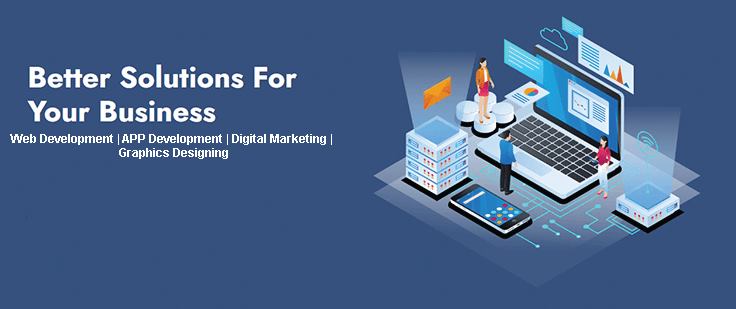 Better Solutions For
Your Business
Web Development | APP Development | Digital Marketing |
Graphics Designing